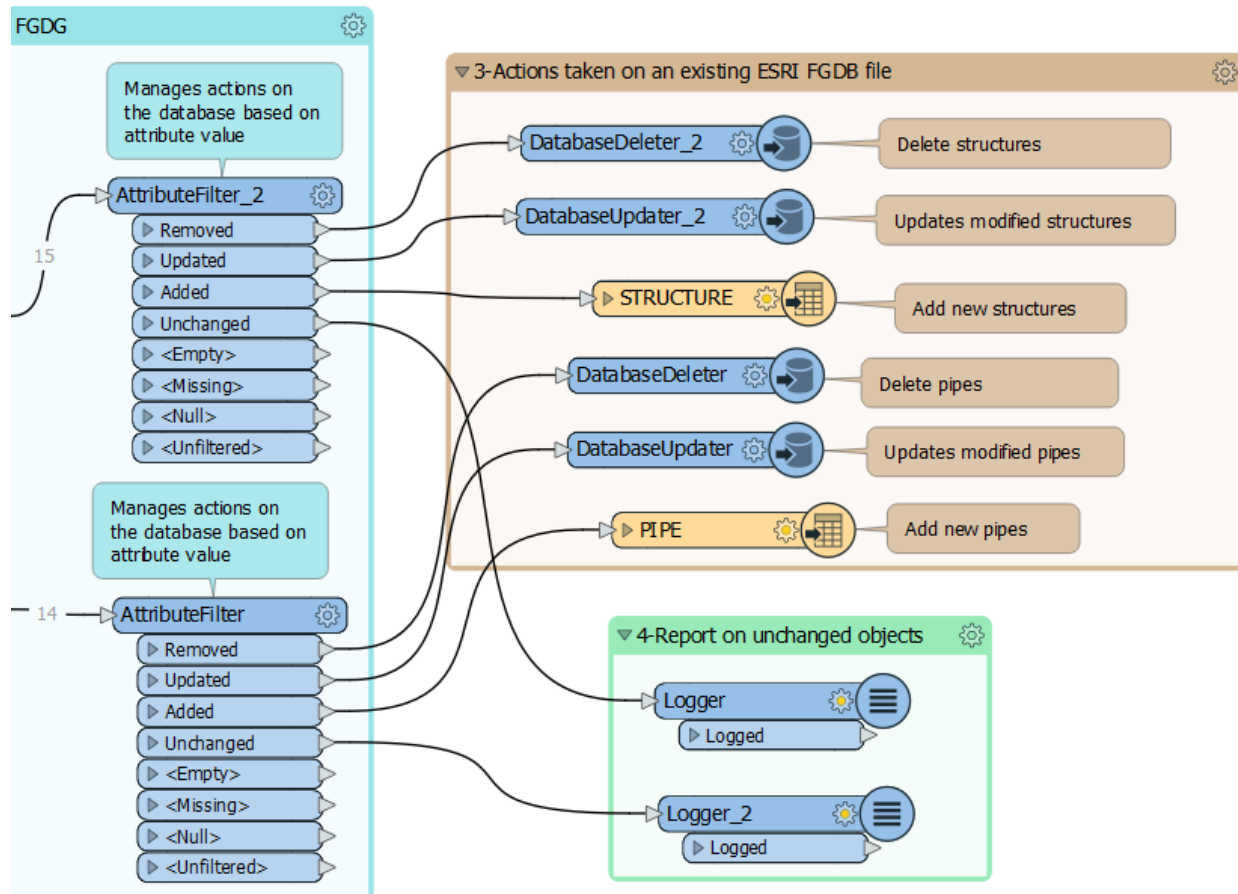 FGDG
Manages actions on
the database based on
attribute value
15
AttributeFilter_2
Removed
Updated
Added
Unchanged
<Empty>
<Missing>
<Null>
<Unfiltered>
Manages actions on
the database based on
attribute value
14
AttributeFilter
Removed
Updated
Added
Unchanged
<Empty>
<Missing>
<Null>
<Unfiltered>
3-Actions taken on an existing ESRI FGDB file
DatabaseDeleter_2
Delete structures
DatabaseUpdater_2
Updates modified structures
STRUCTURE
Add new structures
DatabaseDeleter
Delete pipes
DatabaseUpdater
Updates modified pipes
PIPE
Add new pipes
4-Report on unchanged objects
Logger
Logged
Logger_2
Logged